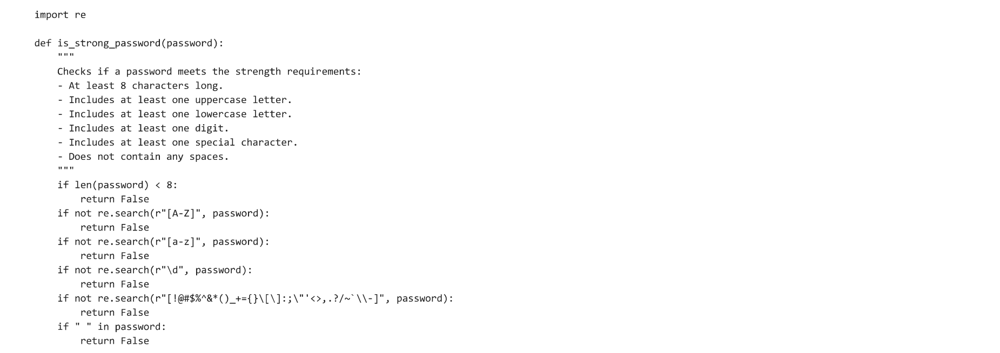 import re

def is_strong_password(password):
    """
    Checks if a password meets the strength requirements:
    - At least 8 characters long.
    - Includes at least one uppercase letter.
    - Includes at least one lowercase letter.
    - Includes at least one digit.
    - Includes at least one special character.
    - Does not contain any spaces.
    """
    if len(password) < 8:
        return False
    if not re.search(r"[A-Z]", password):
        return False
    if not re.search(r"[a-z]", password):
        return False
    if not re.search(r"\d", password):
        return False
    if not re.search(r"[!@#$%^&*()_+={}\[\]:;\"'<>,.?/~`\\-]", password):
        return False
    if " " in password:
        return False